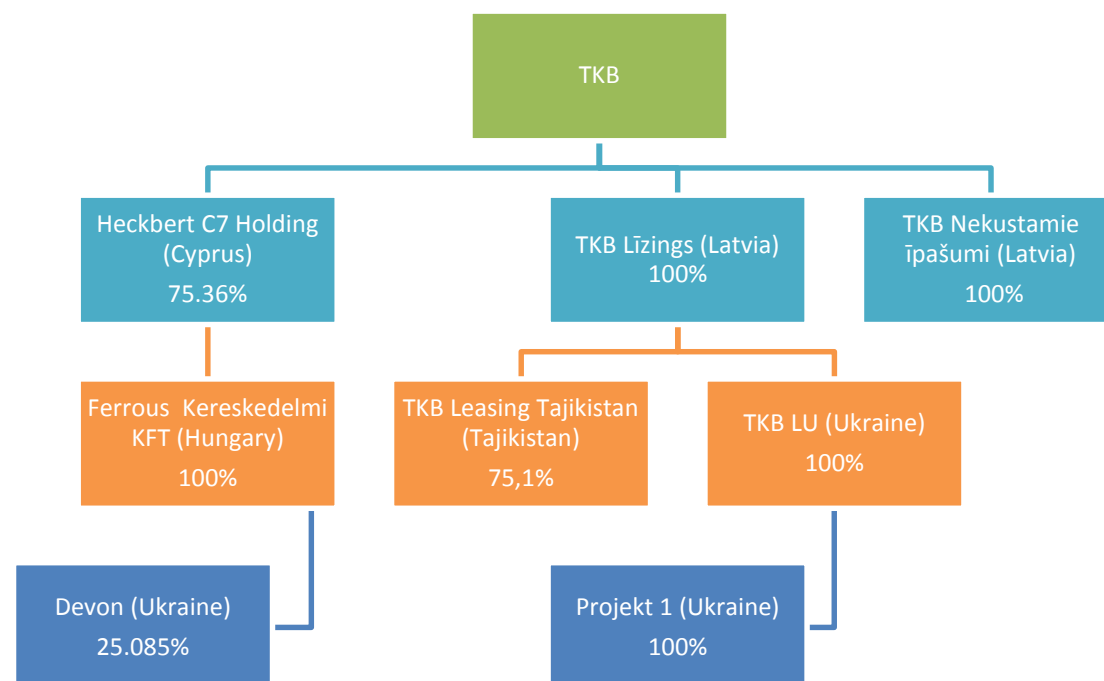 TKB
Heckbert C7 Holding
(Cyprus)
75.36%
TKB Līzings (Latvia)
100%
TKB Nekustamie
īpašumi (Latvia)
100%
Ferrous Kereskedelmi
KFT (Hungary)
100%
TKB Leasing Tajikistan
(Tajikistan)
75,1%
TKB LU (Ukraine)
100%
Devon (Ukraine)
25.085%
Projekt 1 (Ukraine)
100%